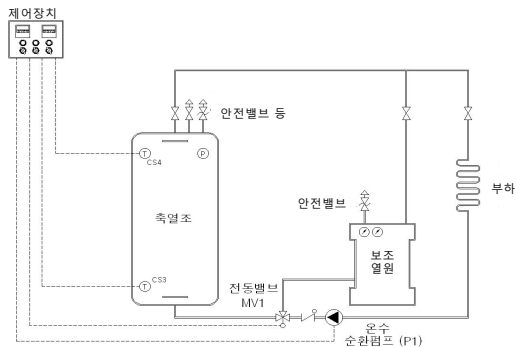 제어장치
안전밸브 등
T
CS4
P
안전밸브
부하
축열조
보조
열원
CS3
T
전동밸브
MV1
온수
순환펌프 (P1)